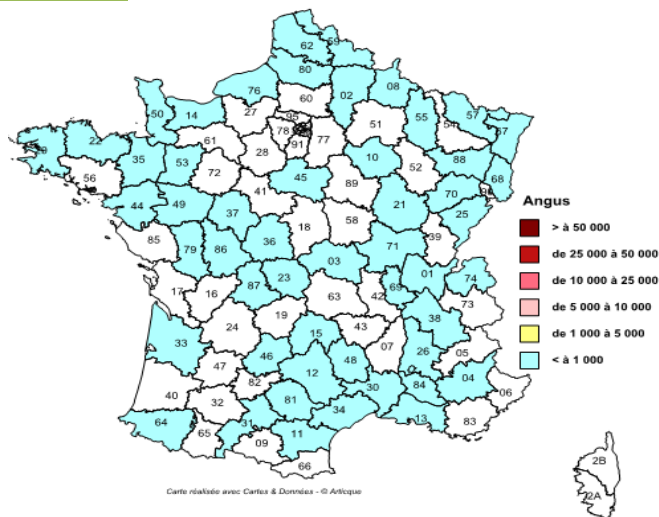 62 59
80
76 02 08
60
50 14 27 95 51 55 54 57 67
78 77
91
22 61 28 10 88 68
35 53 72 45 52
56 41 89 70
44 49 37 21 25
18 58
85 79 86 36 71 39
03 01 74
17 16 87 23 63 42 69 73
19 38
24 15 43
33 46 07 26 05
47 12 48
82 30 84 04 06
40 32 81 34 13
64 31 83
65 09 11
66
2B
2A
Angus
> à 50 000
de 25 000 à 50 000
de 10 000 à 25 000
de 5 000 à 10 000
de 1 000 à 5 000
< à 1 000
Carte réalisée avec Cartes & Données - © Articque